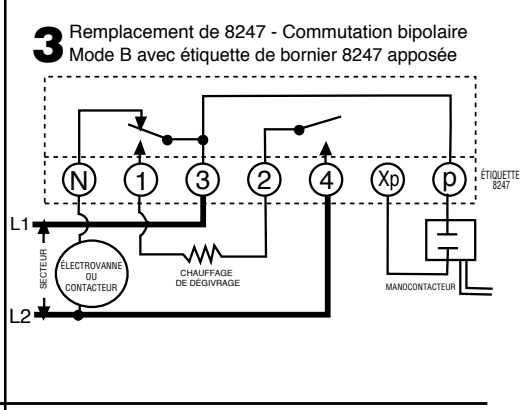 3 Remplacement de 8247 - Commutation bipolaire
Mode B avec étiquette de bornier 8247 apposée
N 1 3 2 4 Xp p
ÉTIQUETTE
8247
L1
SECTEUR
ÉLECTROVANNE
OU
CONTACTEUR
CHAUFFAGE
DE DÉGIVRAGE
MANOCONTACTEUR
L2